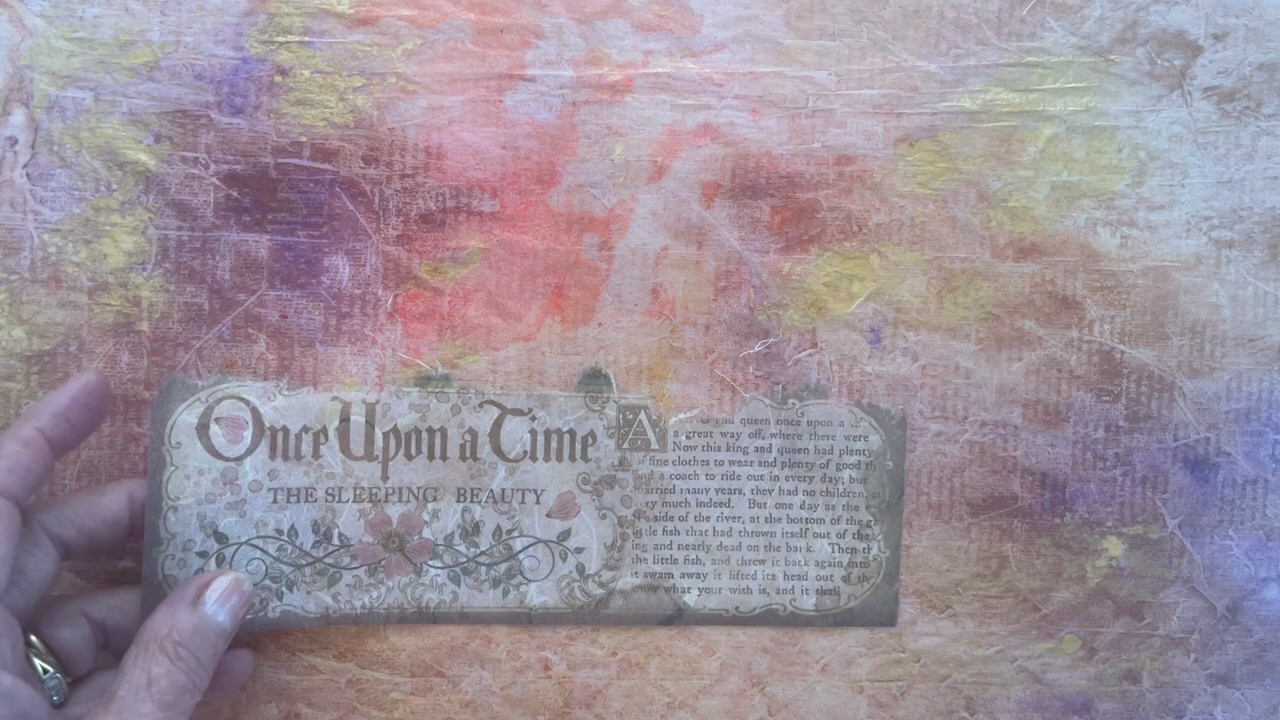 Once Upon a Time
THE SLEEPING BEAUTY
A and queen once upon a
a great way off, where there were
Now this king and queen had plenty
of fine clothes to wear and plenty of good
and a coach to ride out in every day; but
married many years, they had no children,
very much indeed. But one day as the
side of the river, at the bottom of the
little fish that had thrown itself out of the
and nearly dead on the bank. Then
the little fish, and threw it back again into
it swam away it lifted its head out of
know what your wish is, and it shall